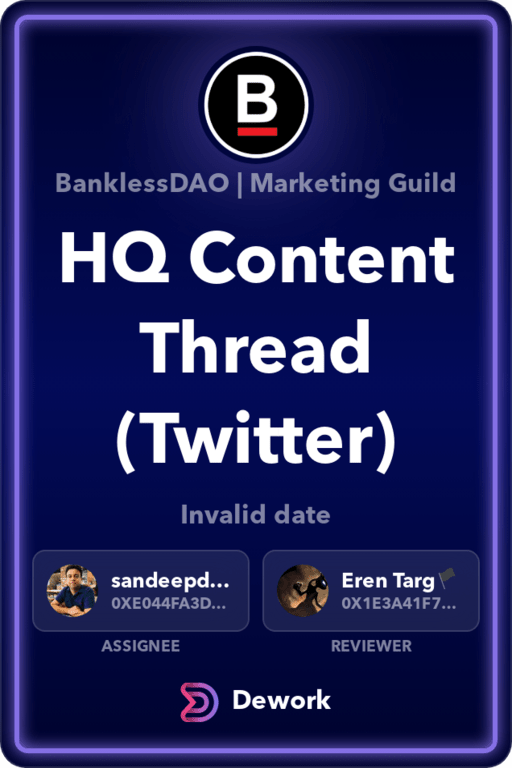 B
BanklessDAO | Marketing Guild
HQ Content
Thread
(Twitter)
Invalid date
sandeepd...
0XE044FA3D...
ASSIGNEE
Eren Targ🏴
0X1E3A41F7...
REVIEWER
Dework